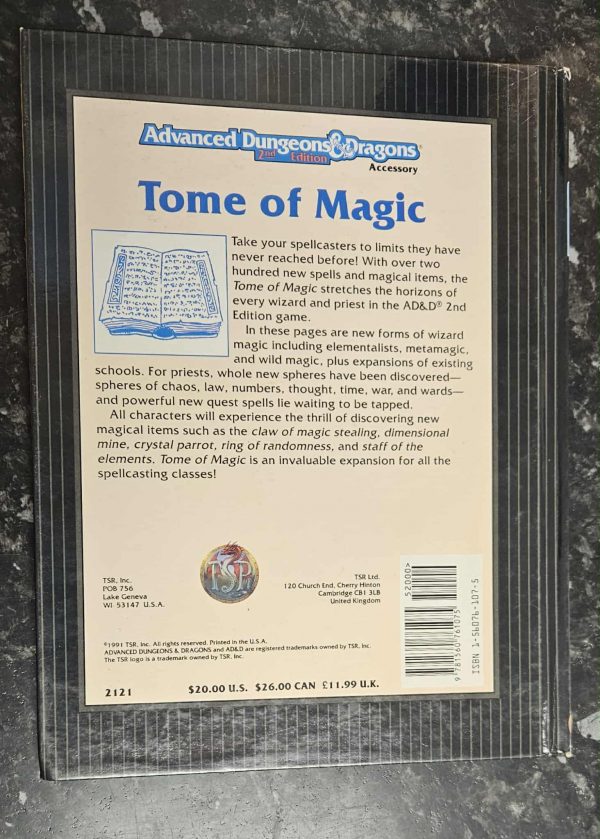 Advanced Dungeons & Dragons®
2nd Edition
Accessory
Tome of Magic
Take your spellcasters to limits they have
never reached before! With over two
hundred new spells and magical items, the
Tome of Magic stretches the horizons of
every wizard and priest in the AD&D® 2nd
Edition game.
In these pages are new forms of wizard
magic including elementalists, metamagic,
and wild magic, plus expansions of existing
schools. For priests, whole new spheres have been discovered—
spheres of chaos, law, numbers, thought, time, war, and wards—
and powerful new quest spells lie waiting to be tapped.
All characters will experience the thrill of discovering new
magical items such as the claw of magic stealing, dimensional
mine, crystal parrot, ring of randomness, and staff of the
elements. Tome of Magic is an invaluable expansion for all the
spellcasting classes!
TSR, Inc.
POB 756
Lake Geneva
WI 53147 U.S.A.
TSR
TSR Ltd.
120 Church End, Cherry Hinton
Cambridge CB1 3LB
United Kingdom
52000>
9 781560 761075
ISBN 1-56076-107-5
©1991 TSR, Inc. All rights reserved. Printed in the U.S.A.
ADVANCED DUNGEONS & DRAGONS and AD&D are registered trademarks owned by TSR, Inc.
The TSR logo is a trademark owned by TSR, Inc.
2121
$20.00 U.S. $26.00 CAN £11.99 U.K.